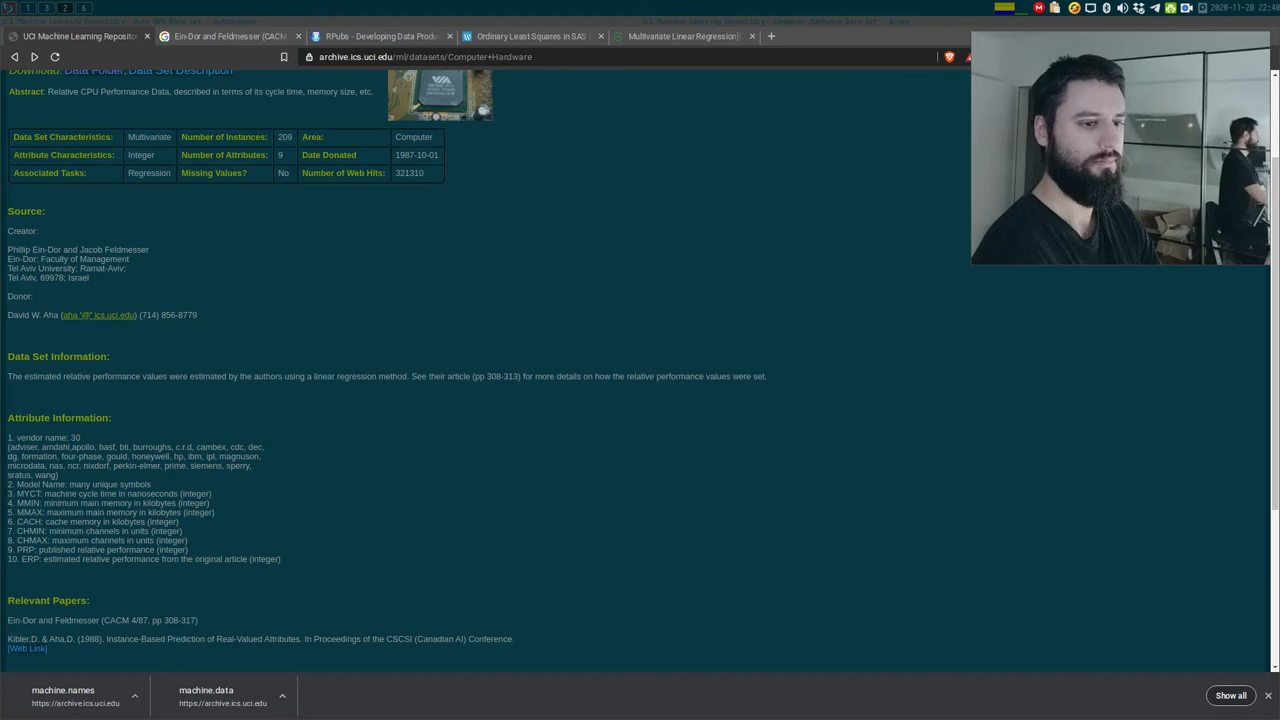 1 3 2 6
2020-11-20 22:40
UCI Machine Learning Reposito × Ein-Dor and Feldmesser (CACM × RPubs - Developing Data Produc × Ordinary Least Squares in SAS × Multivariate Linear Regression × +
archive.ics.uci.edu/ml/datasets/Computer+Hardware
Download: Data Folder, Data Set Description
Abstract: Relative CPU Performance Data, described in terms of its cycle time, memory size, etc.
VIA
Data Set Characteristics: Multivariate Number of Instances: 209 Area: Computer
Attribute Characteristics: Integer Number of Attributes: 9 Date Donated 1987-10-01
Associated Tasks: Regression Missing Values? No Number of Web Hits: 321310
Source:
Creator:
Phillip Ein-Dor and Jacob Feldmesser
Ein-Dor: Faculty of Management
Tel Aviv University; Ramat-Aviv;
Tel Aviv, 69978; Israel
Donor:
David W. Aha (aha '@' ics.uci.edu) (714) 856-8779
Data Set Information:
The estimated relative performance values were estimated by the authors using a linear regression method. See their article (pp 308-313) for more details on how the relative performance values were set.
Attribute Information:
1. vendor name: 30
(adviser, amdahl,apollo, basf, bti, burroughs, c.r.d, cambex, cdc, dec,
dg, formation, four-phase, gould, honeywell, hp, ibm, ipl, magnuson,
microdata, nas, ncr, nixdorf, perkin-elmer, prime, siemens, sperry,
sratus, wang)
2. Model Name: many unique symbols
3. MYCT: machine cycle time in nanoseconds (integer)
4. MMIN: minimum main memory in kilobytes (integer)
5. MMAX: maximum main memory in kilobytes (integer)
6. CACH: cache memory in kilobytes (integer)
7. CHMIN: minimum channels in units (integer)
8. CHMAX: maximum channels in units (integer)
9. PRP: published relative performance (integer)
10. ERP: estimated relative performance from the original article (integer)
Relevant Papers:
Ein-Dor and Feldmesser (CACM 4/87, pp 308-317)
Kibler,D. & Aha,D. (1988). Instance-Based Prediction of Real-Valued Attributes. In Proceedings of the CSCSI (Canadian AI) Conference.
[Web Link]
machine.names
https://archive.ics.uci.edu
machine.data
https://archive.ics.uci.edu
Show all ×